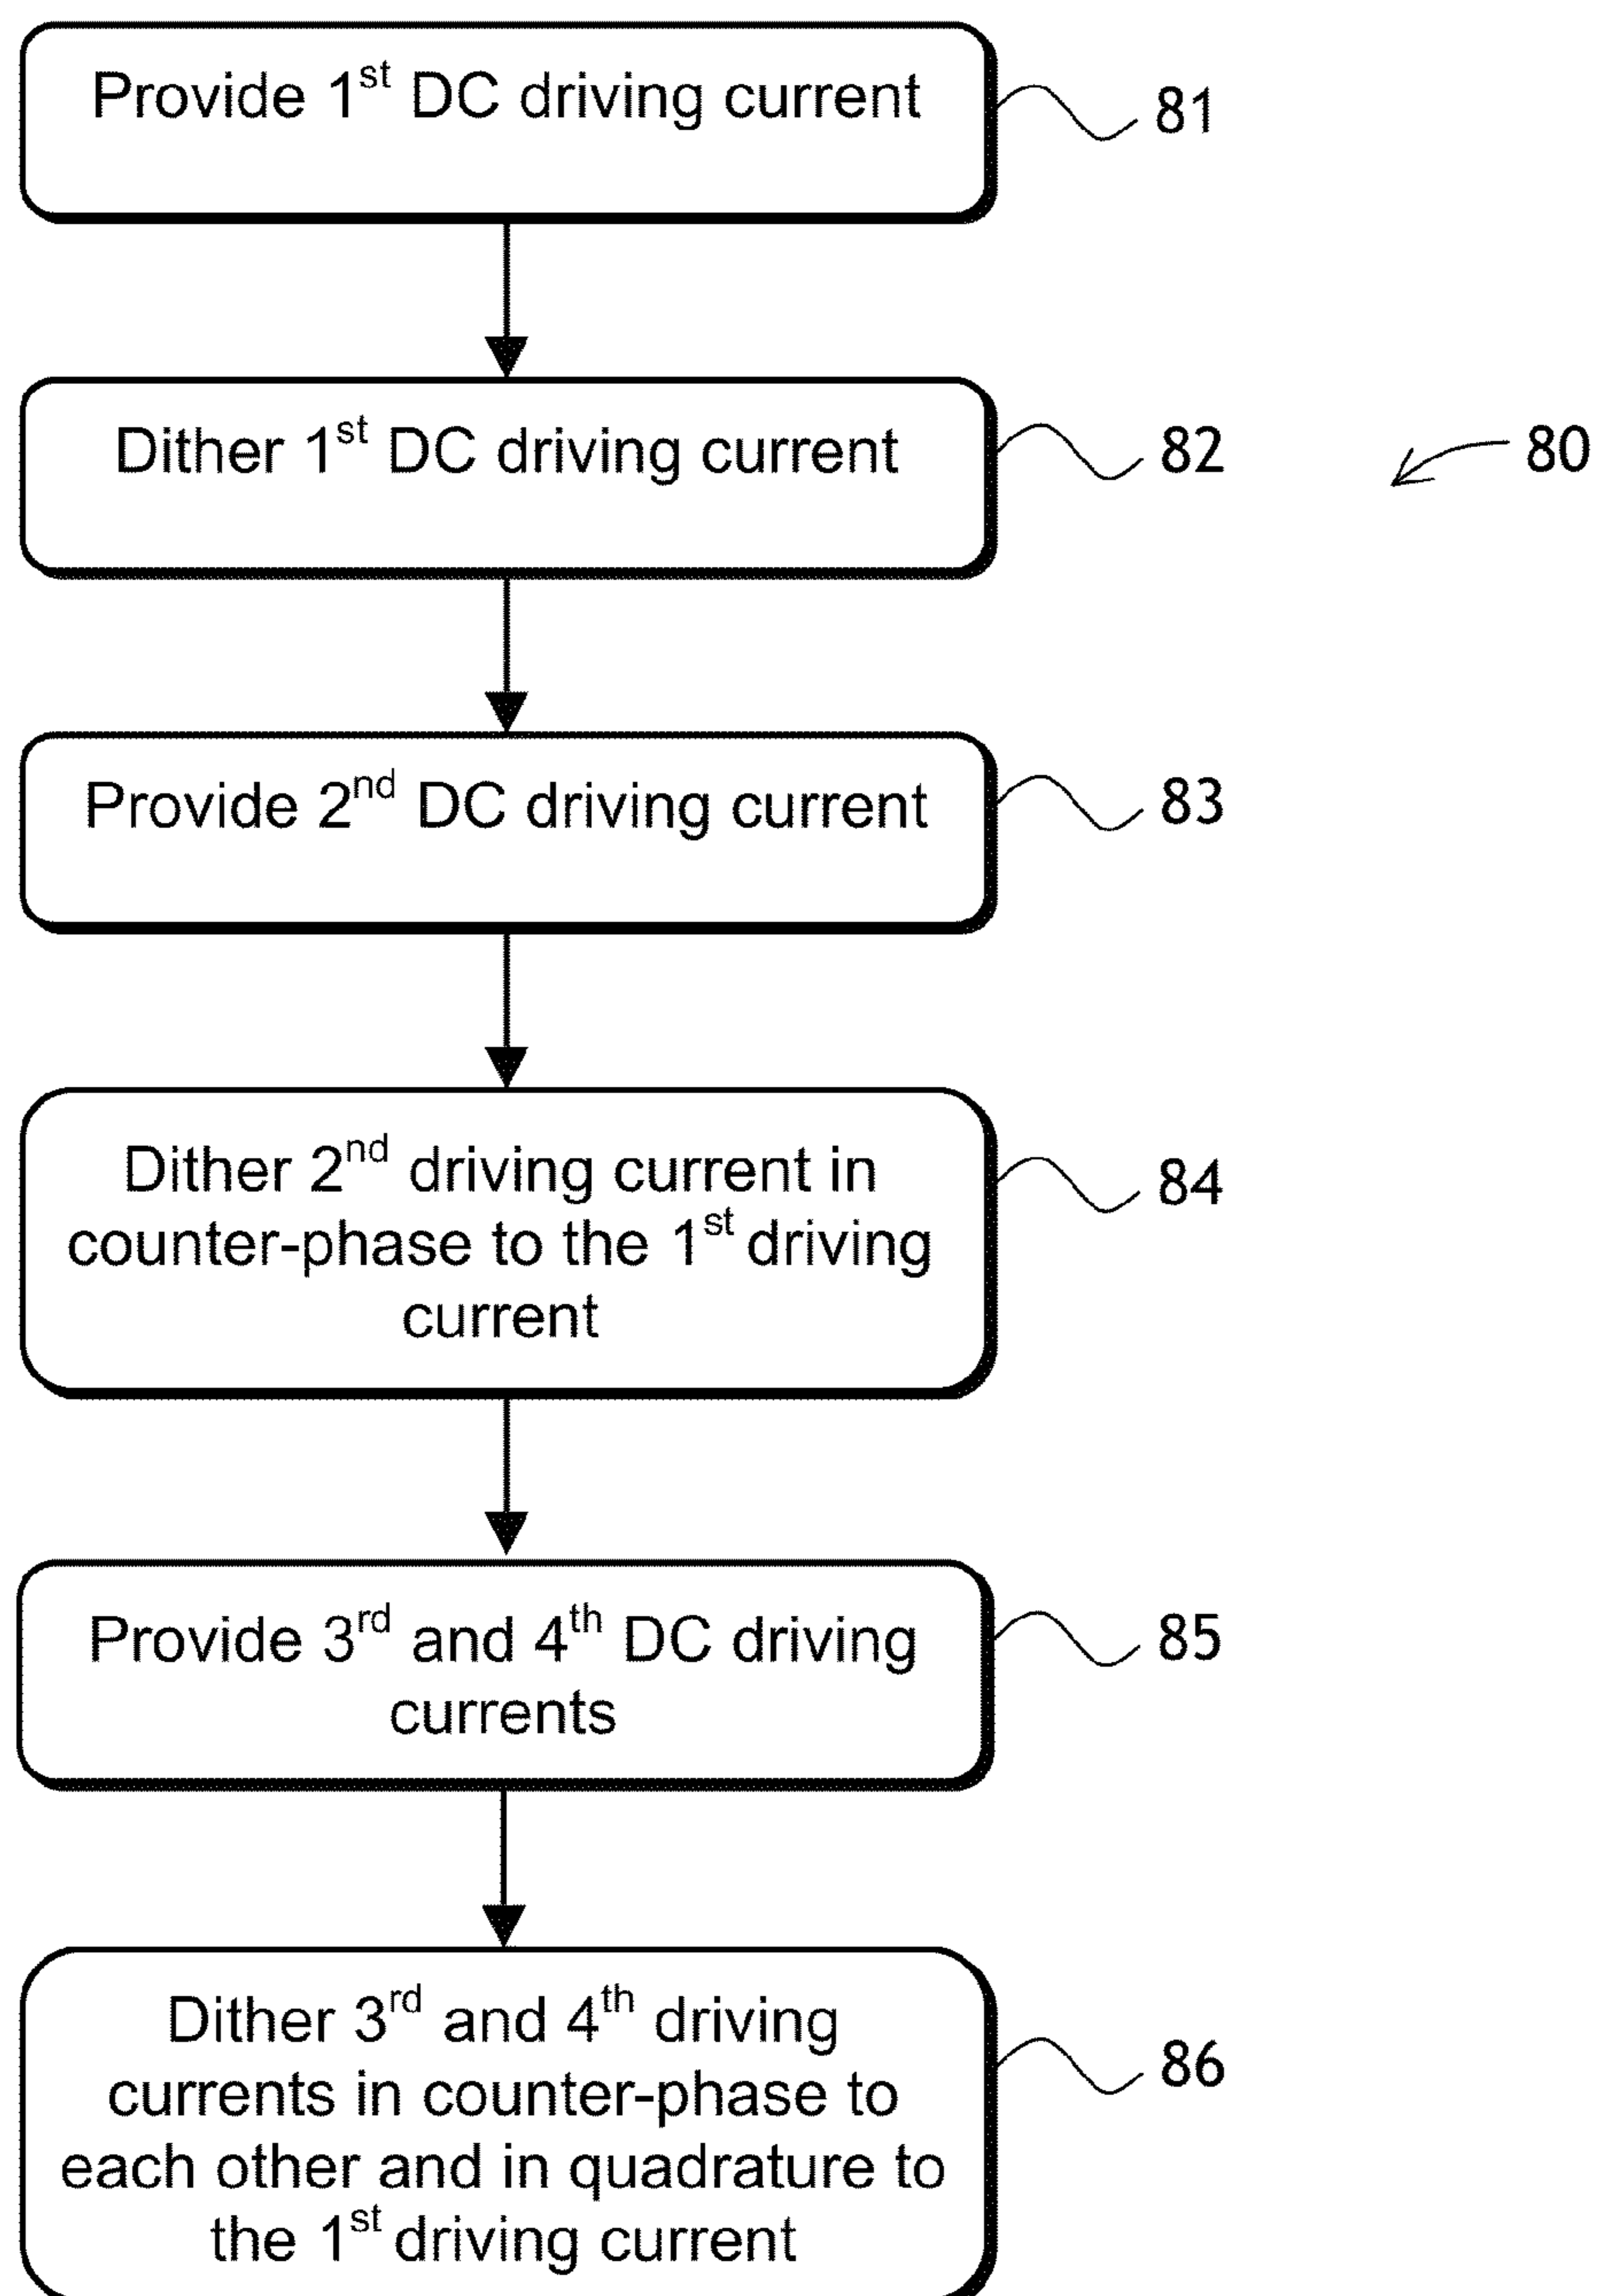 Provide 1st DC driving current
81
Dither 1st DC driving current
82
80
Provide 2nd DC driving current
83
Dither 2nd driving current in
counter-phase to the 1st driving
current
84
Provide 3rd and 4th DC driving
currents
85
Dither 3rd and 4th driving
currents in counter-phase to
each other and in quadrature to
the 1st driving current
86